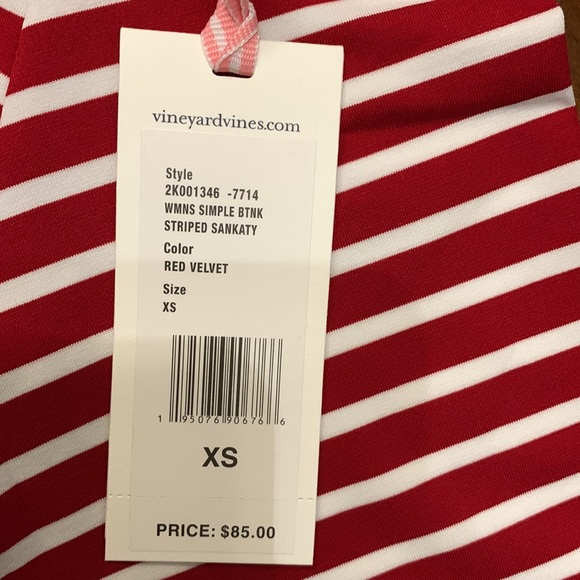 vineyardvines.com
Style
2K001346 -7714
WMNS SIMPLE BTNK
STRIPED SANKATY
Color
RED VELVET
Size
XS
1 95076 90676 6
XS
PRICE: $85.00